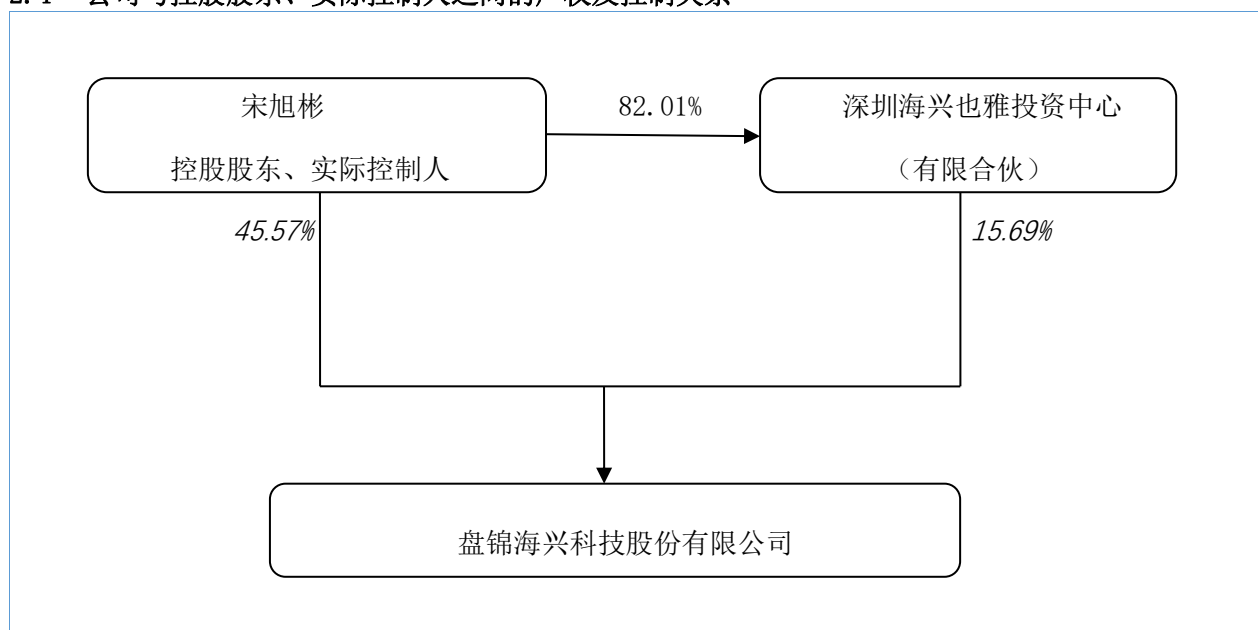 宋旭彬
控股股东、实际控制人
82.01%
深圳海兴也雅投资中心
（有限合伙）
45.57%
15.69%
盘锦海兴科技股份有限公司